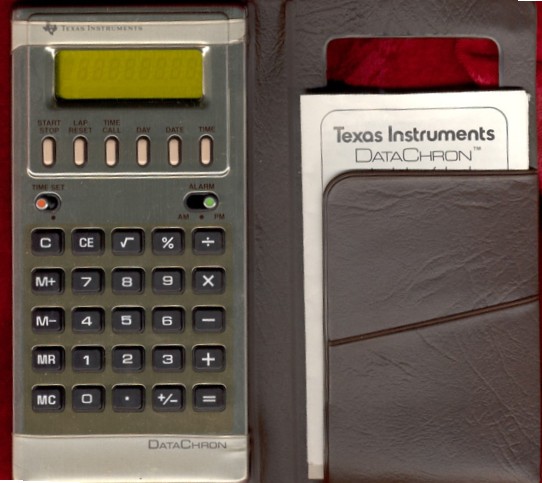 TEXAS INSTRUMENTS
START STOP LAP- RESET TIME CALL DAY DATE TIME
TIME SET ALARM
AM • PM
C CE √ % ÷
M+ 7 8 9 ×
M− 4 5 6 −
MR 1 2 3 +
MC 0 · +/− =
DATACHRON
Texas Instruments
DATACHRON™